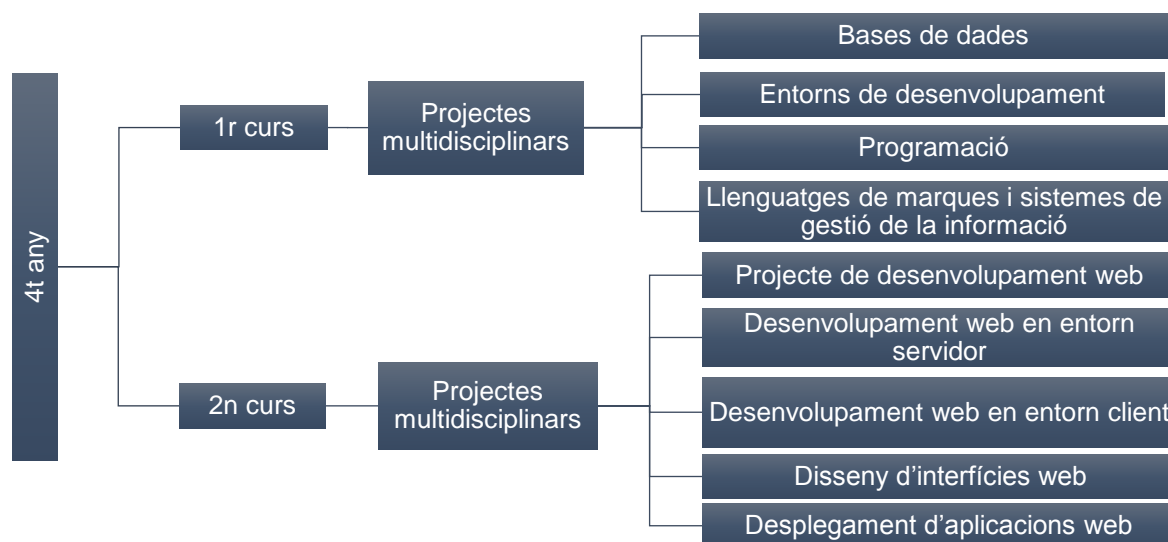 4t any
1r curs
Projectes
multidisciplinars
Bases de dades
Entorns de desenvolupament
Programació
Llenguatges de marques i sistemes de
gestió de la informació
2n curs
Projectes
multidisciplinars
Projecte de desenvolupament web
Desenvolupament web en entorn
servidor
Desenvolupament web en entorn client
Disseny d’interfícies web
Desplegament d’aplicacions web